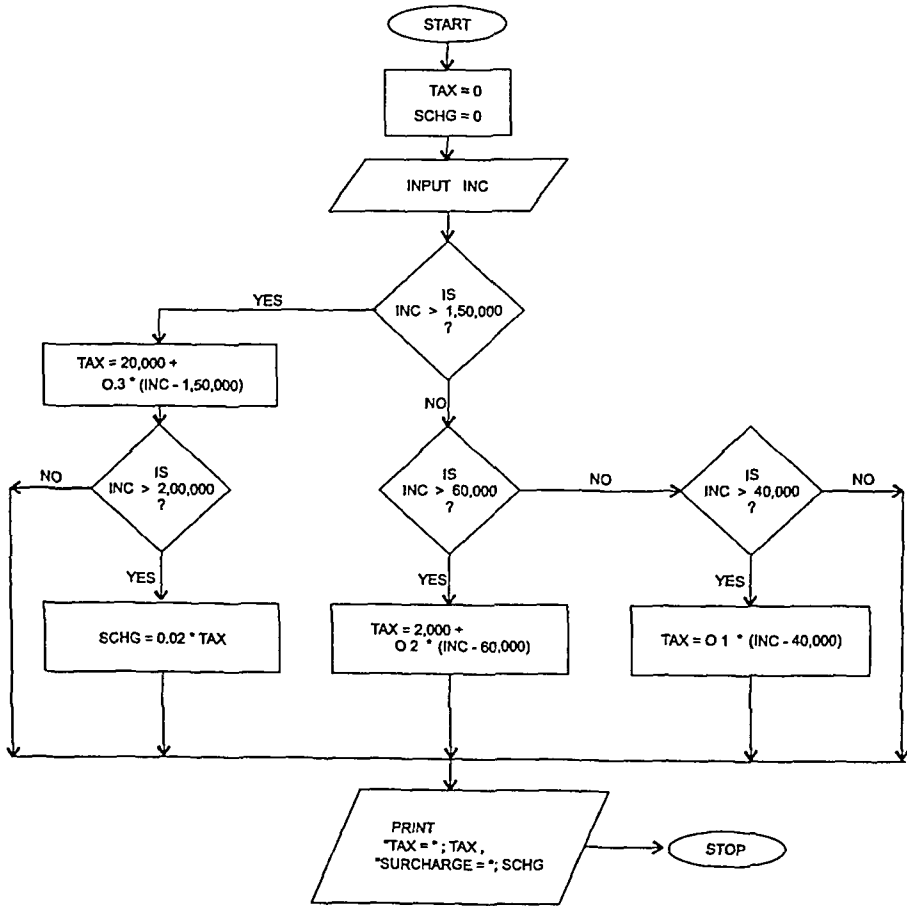 START
TAX = 0
SCHG = 0
INPUT INC
IS
INC > 1,50,000
?
YES
NO
TAX = 20,000 +
O.3 * (INC - 1,50,000)
IS
INC > 2,00,000
?
NO
YES
IS
INC > 60,000
?
NO
YES
IS
INC > 40,000
?
NO
YES
SCHG = 0.02 * TAX
TAX = 2,000 +
O 2 * (INC - 60,000)
TAX = O 1 * (INC - 40,000)
PRINT
"TAX = " ; TAX ,
"SURCHARGE = "; SCHG
STOP